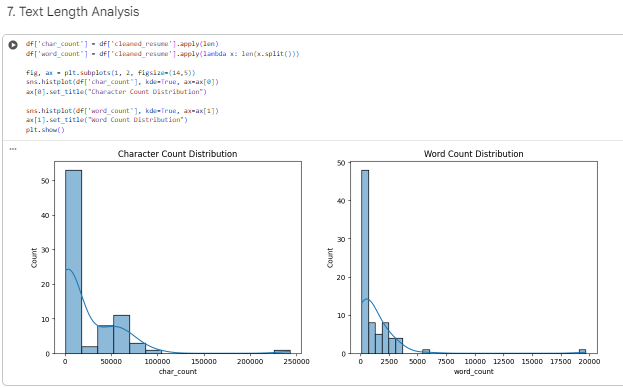 7. Text Length Analysis
df['char_count'] = df['cleaned_resume'].apply(len)
df['word_count'] = df['cleaned_resume'].apply(lambda x: len(x.split()))
fig, ax = plt.subplots(1, 2, figsize=(14,5))
sns.histplot(df['char_count'], kde=True, ax=ax[0])
ax[0].set_title("Character Count Distribution")
sns.histplot(df['word_count'], kde=True, ax=ax[1])
ax[1].set_title("Word Count Distribution")
plt.show()
...
Character Count Distribution
Count
50
40
30
20
10
0
0 50000 100000 150000 200000 250000
char_count
Word Count Distribution
Count
50
40
30
20
10
0
0 2500 5000 7500 10000 12500 15000 17500 20000
word_count